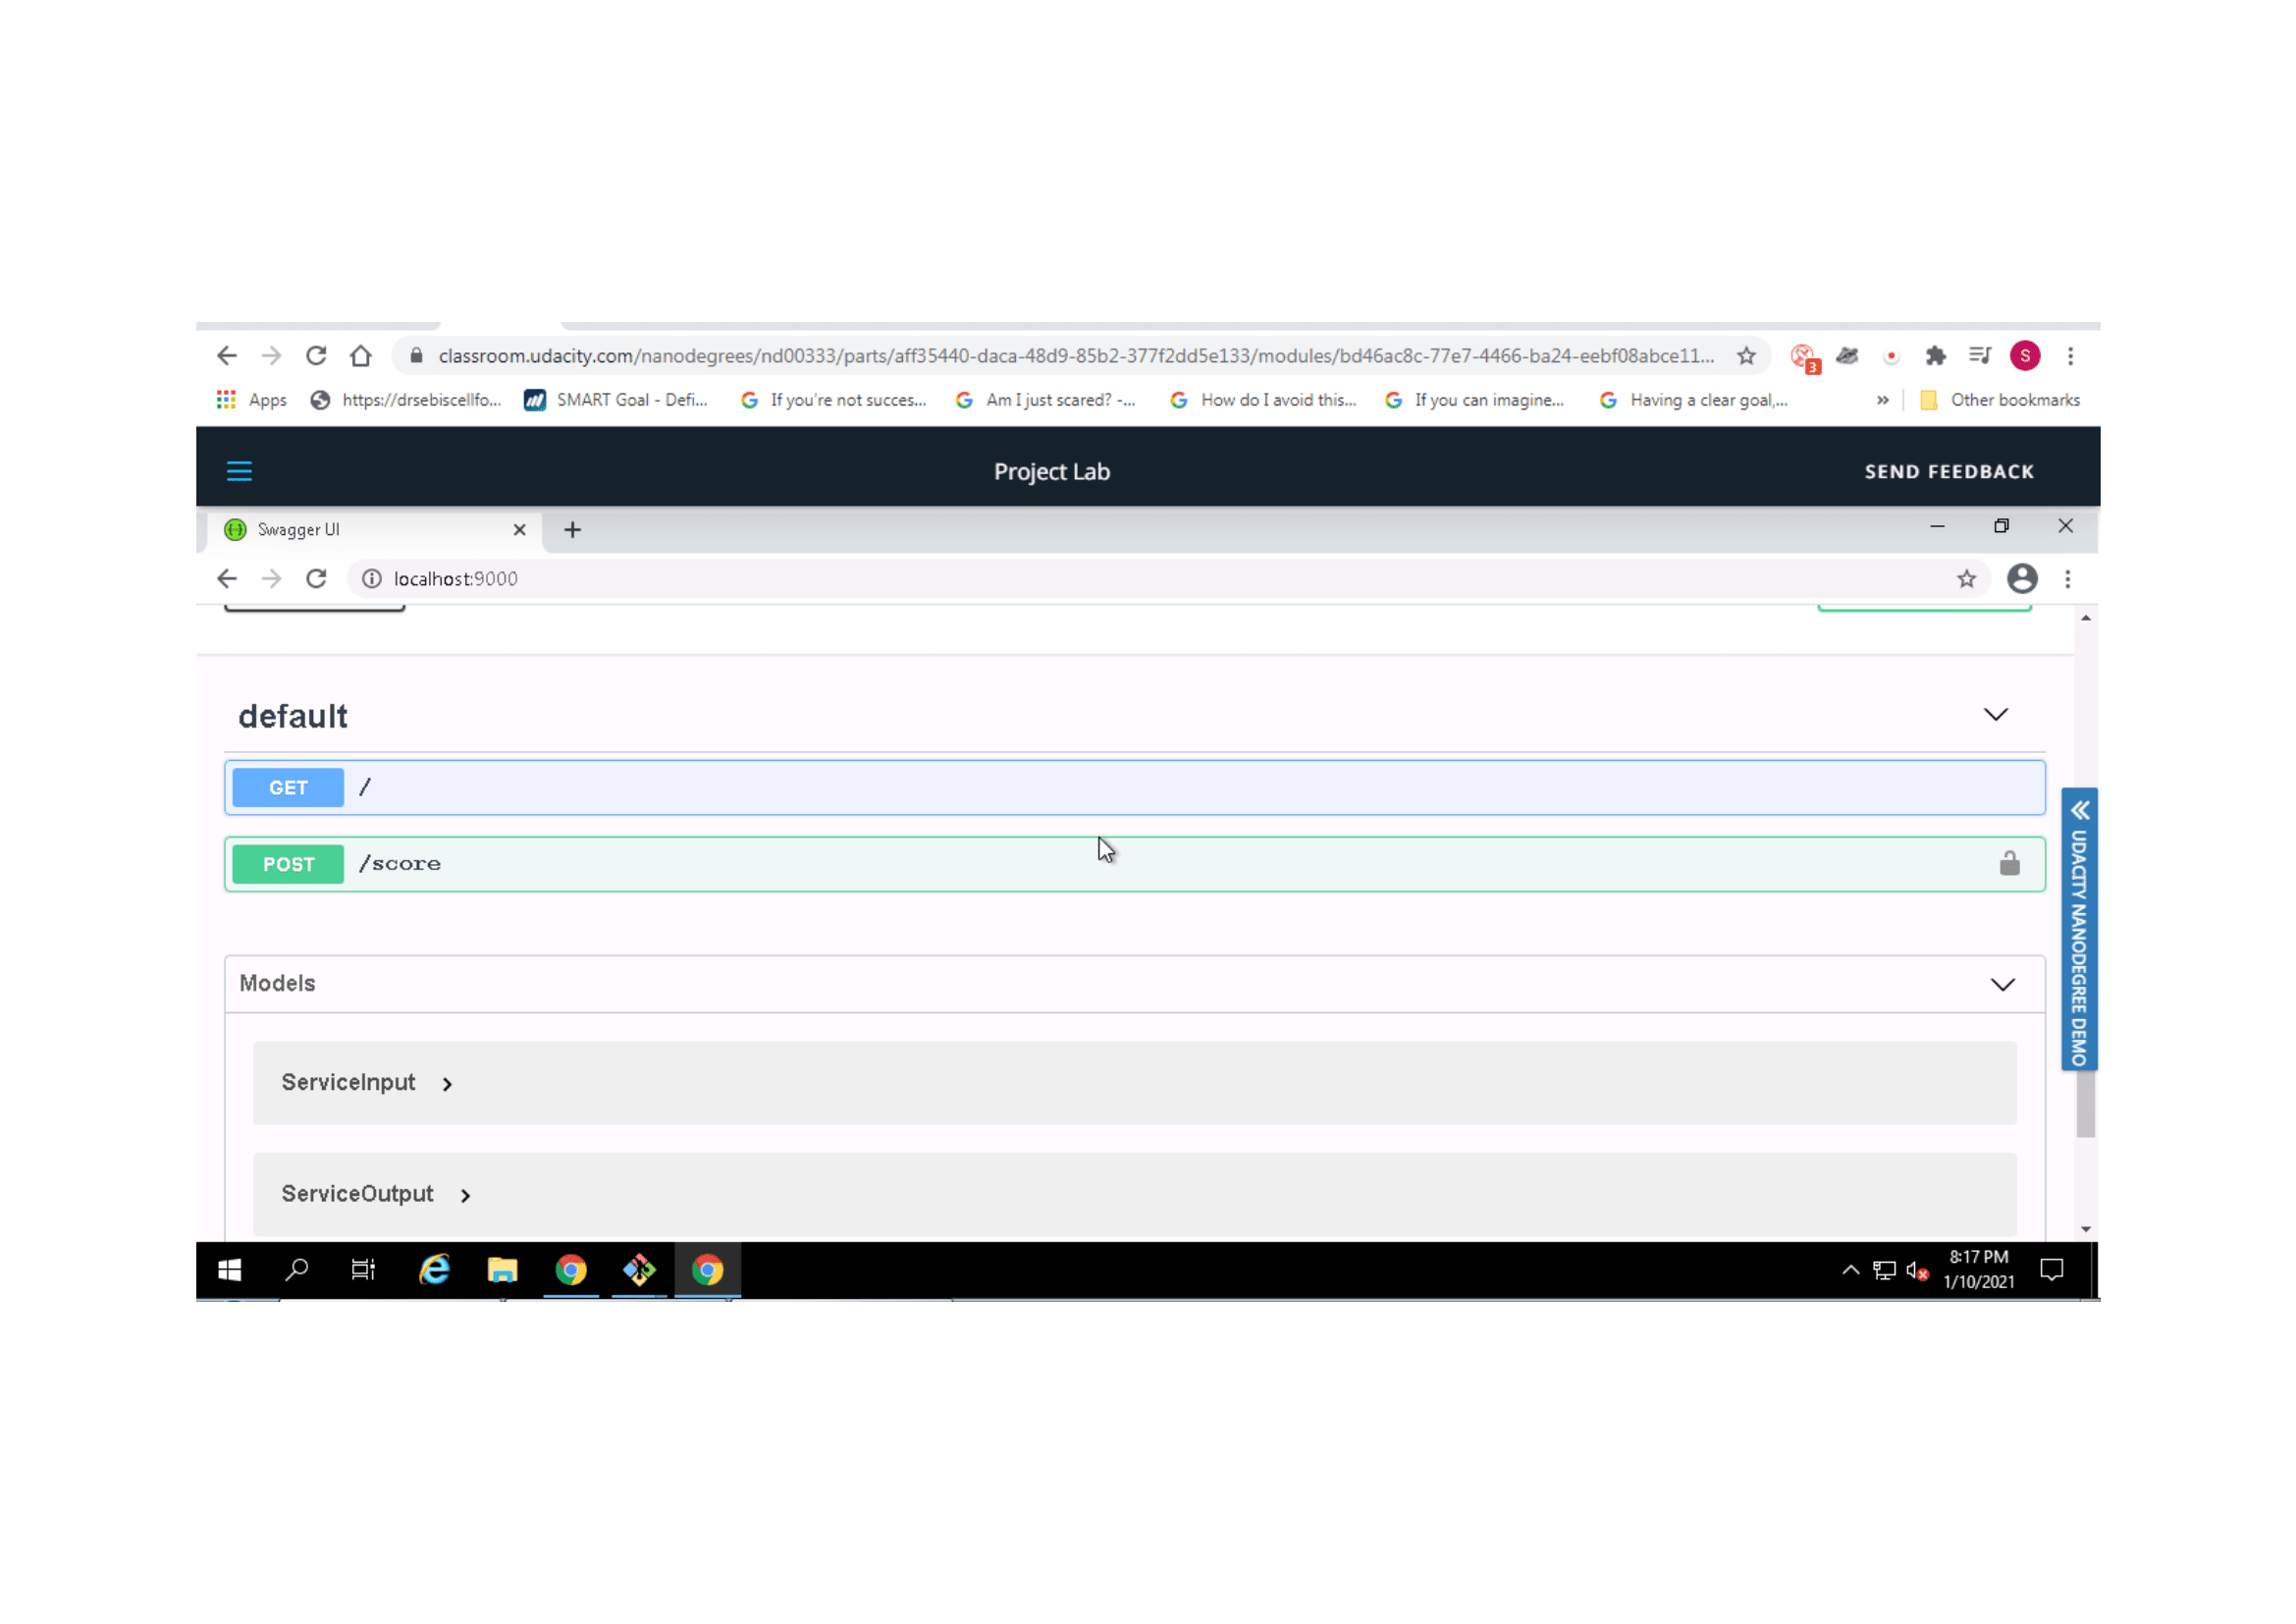 classroom.udacity.com/nanodegrees/nd00333/parts/aff35440-daca-48d9-85b2-377f2dd5e133/modules/bd46ac8c-77e7-4466-ba24-eebf08abce11... 3 S
Apps https://drsebiscellfo... SMART Goal - Defi... If you're not succes... Am I just scared? -... How do I avoid this... If you can imagine... Having a clear goal,... » Other bookmarks
Project Lab SEND FEEDBACK
Swagger UI
localhost:9000
default
GET /
POST /score
UDACITY NANODEGREE DEMO
Models
ServiceInput
ServiceOutput
8:17 PM
1/10/2021